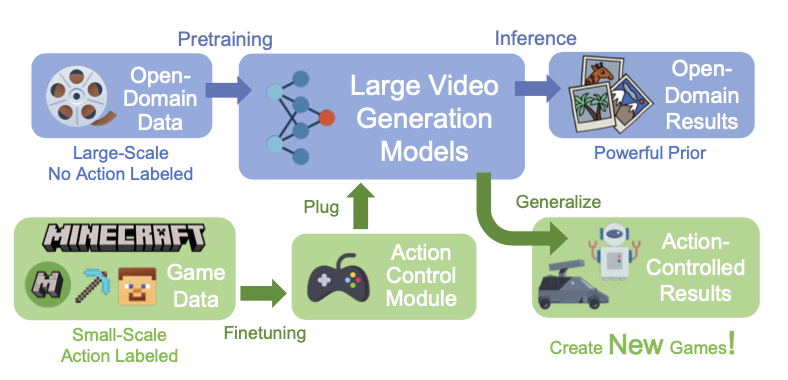 Pretraining
Inference
Open-
Domain
Data
Large Video
Generation
Models
Open-
Domain
Results
Large-Scale
No Action Labeled
Powerful Prior
Plug
Generalize
MINECRAFT
M
Game
Data
Action
Control
Module
Action-
Controlled
Results
Small-Scale
Action Labeled
Finetuning
Create New Games!